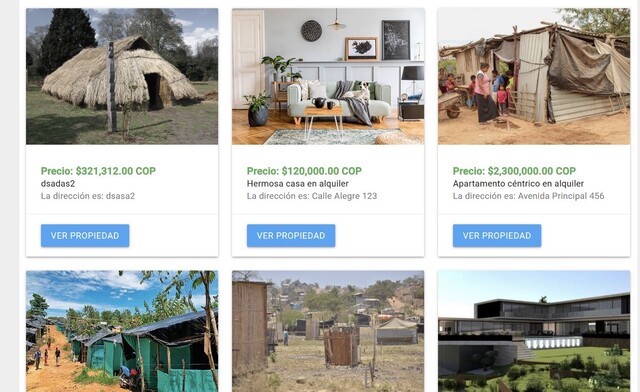 Precio: $321,312.00 COP
dsadas2
La dirección es: dsasa2
VER PROPIEDAD
Precio: $120,000.00 COP
Hermosa casa en alquiler
La dirección es: Calle Alegre 123
VER PROPIEDAD
Precio: $2,300,000.00 COP
Apartamento céntrico en alquiler
La dirección es: Avenida Principal 456
VER PROPIEDAD